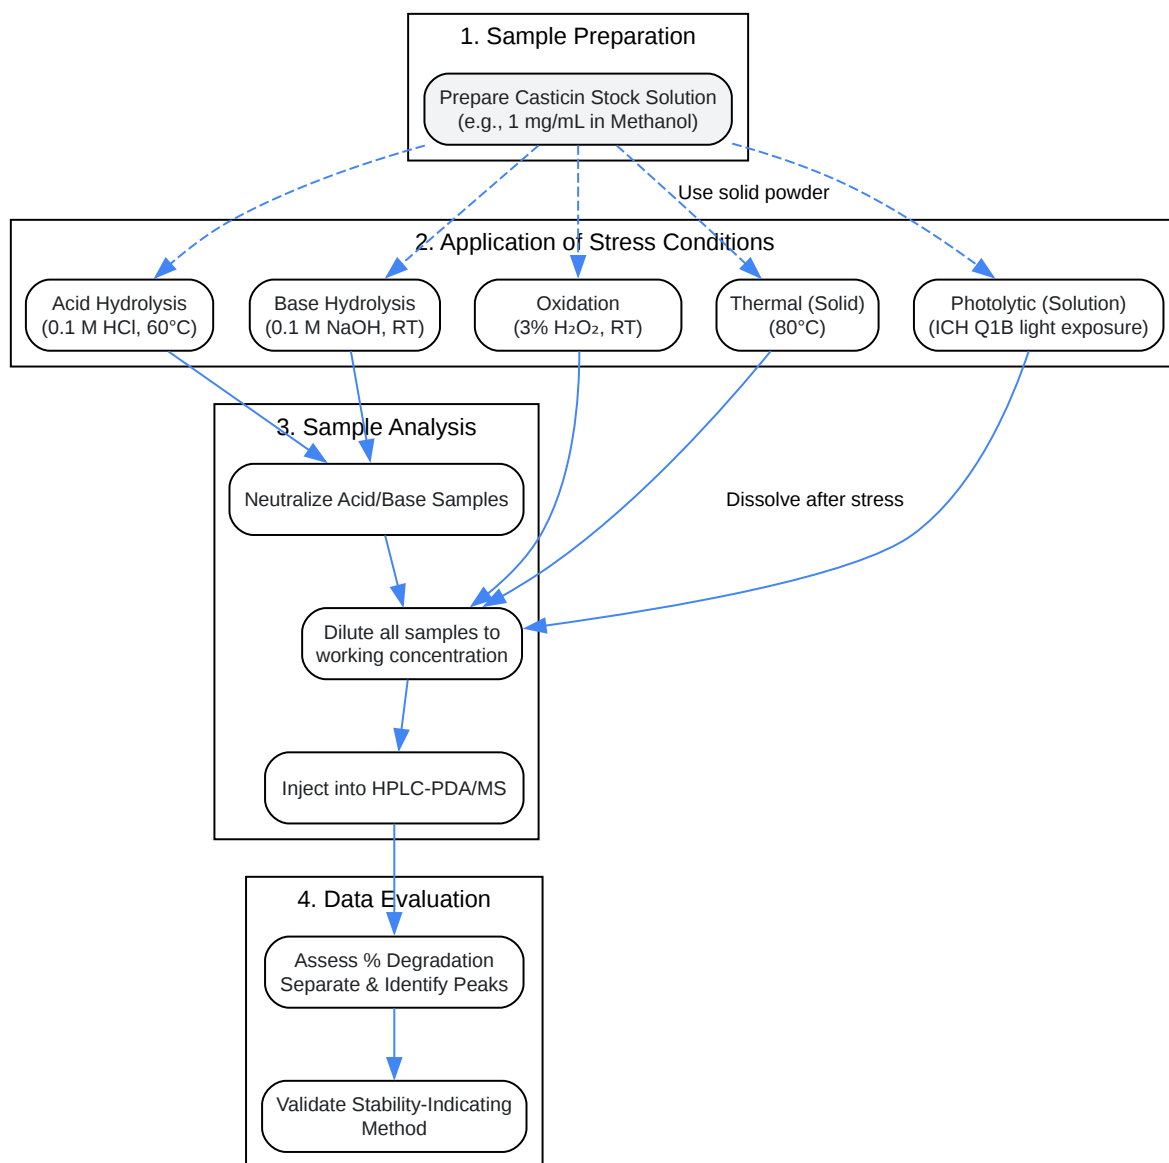 1. Sample Preparation
Prepare Casticin Stock Solution
(e.g., 1 mg/mL in Methanol)
Use solid powder
2. Application of Stress Conditions
Acid Hydrolysis
(0.1 M HCl, 60°C)
Base Hydrolysis
(0.1 M NaOH, RT)
Oxidation
(3% H₂O₂, RT)
Thermal (Solid)
(80°C)
Photolytic (Solution)
(ICH Q1B light exposure)
3. Sample Analysis
Neutralize Acid/Base Samples
Dissolve after stress
Dilute all samples to
working concentration
Inject into HPLC-PDA/MS
4. Data Evaluation
Assess % Degradation
Separate & Identify Peaks
Validate Stability-Indicating
Method